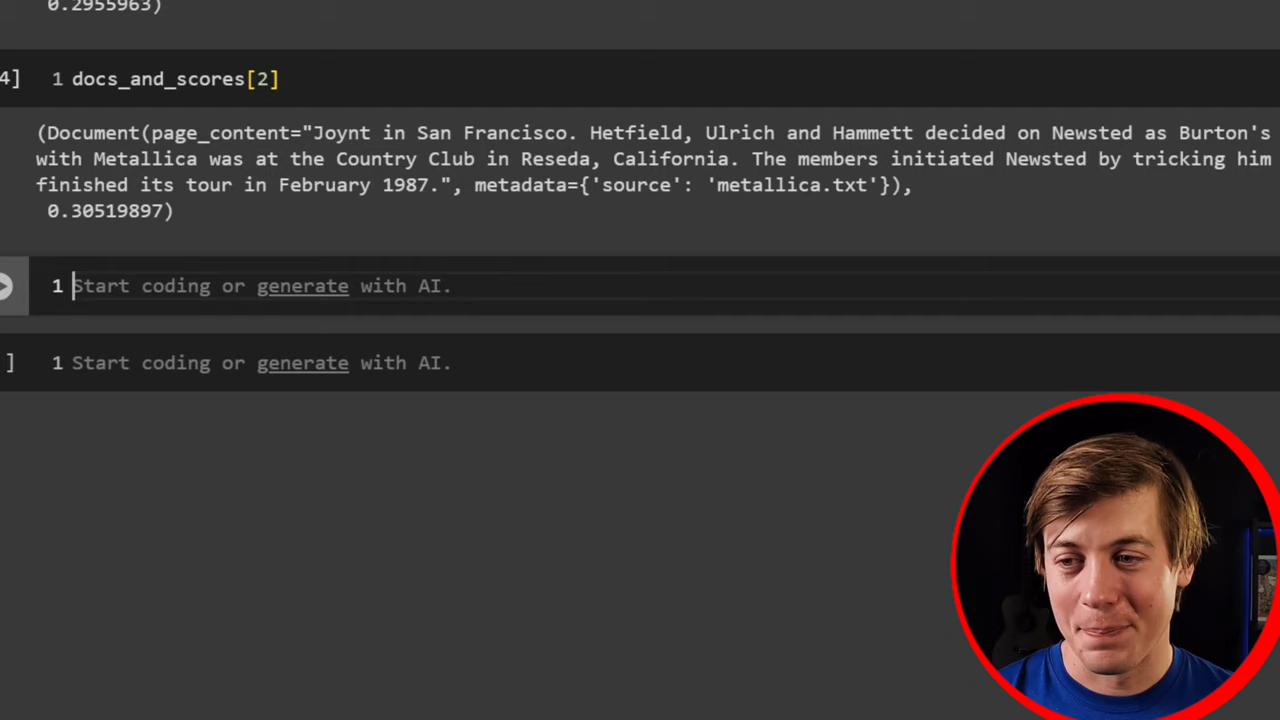 0.2955963)
4] 1 docs_and_scores[2]
(Document(page_content="Joynt in San Francisco. Hetfield, Ulrich and Hammett decided on Newsted as Burton's
with Metallica was at the Country Club in Reseda, California. The members initiated Newsted by tricking him
finished its tour in February 1987.", metadata={'source': 'metallica.txt'}),
0.30519897)
1 Start coding or generate with AI.
] 1 Start coding or generate with AI.